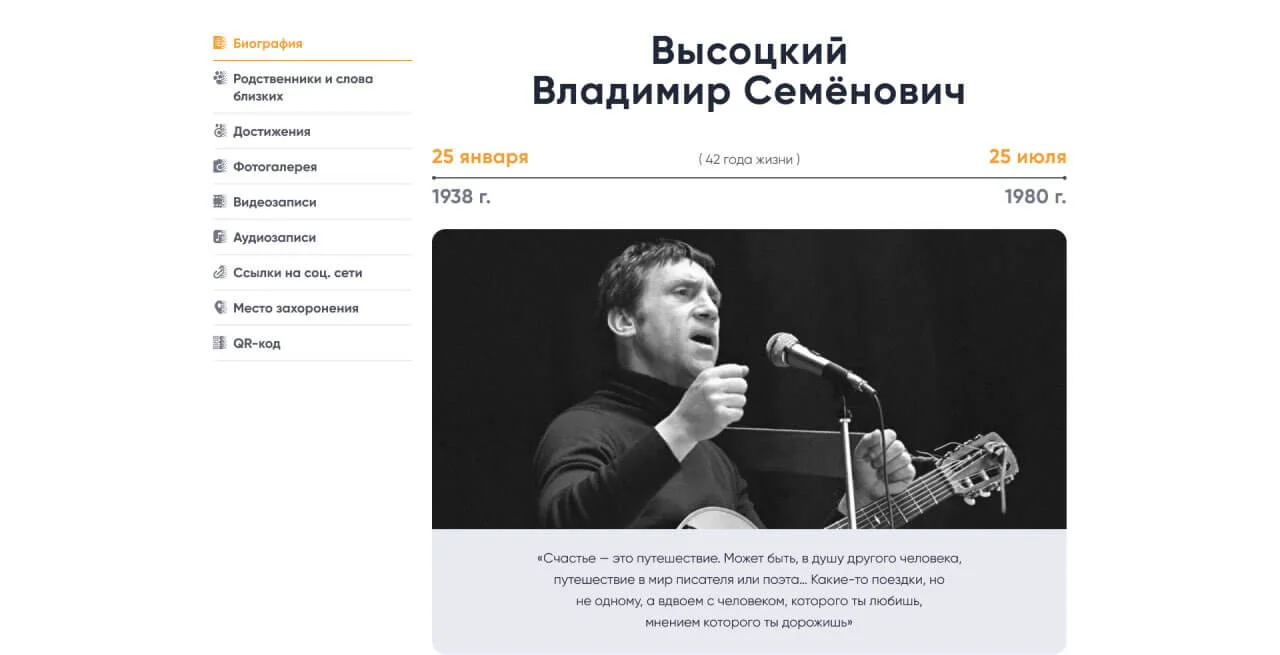 Биография
Родственники и слова
близких
Достижения
Фотогалерея
Видеозаписи
Аудиозаписи
Ссылки на соц. сети
Место захоронения
QR-код
Высоцкий
Владимир Семёнович
25 января
( 42 года жизни )
25 июля
1938 г.
1980 г.
«Счастье — это путешествие. Может быть, в душу другого человека,
путешествие в мир писателя или поэта... Какие-то поездки, но
не одному, а вдвоем с человеком, которого ты любишь,
мнением которого ты дорожишь»